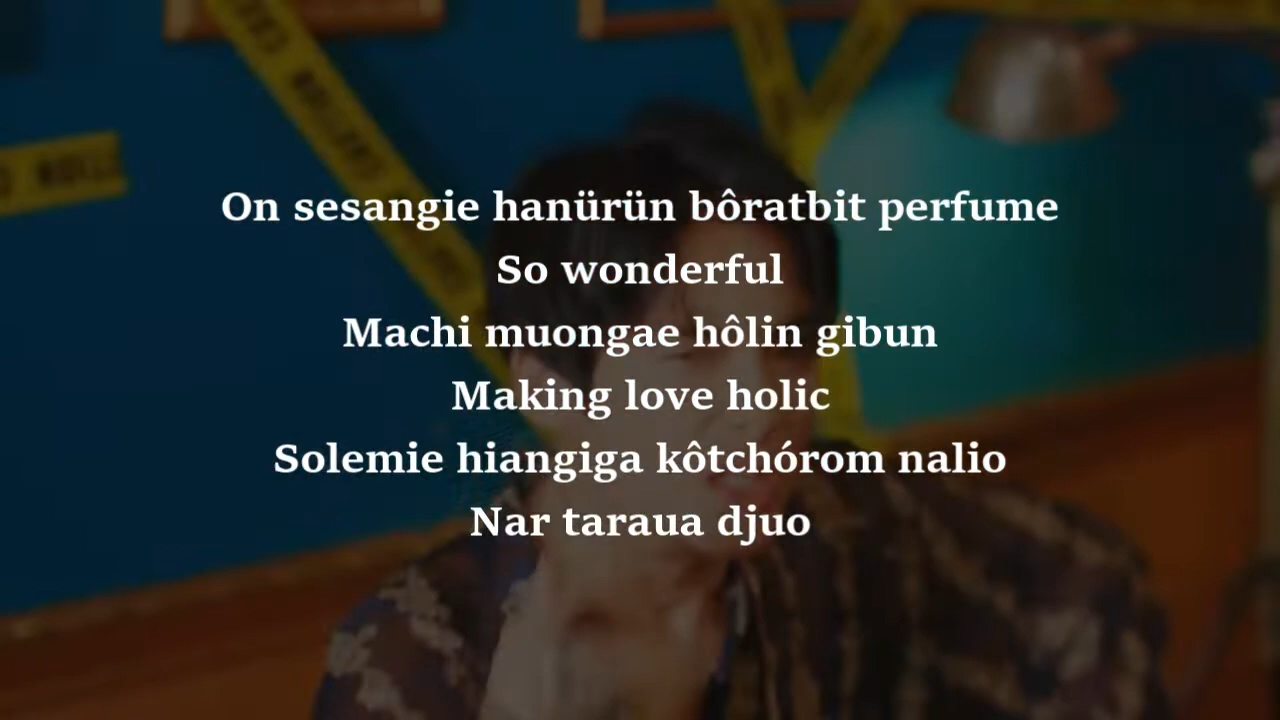 On sesangie hanürün bôratbit perfume
So wonderful
Machi muongae hôlin gibun
Making love holic
Solemie hiangiga kôtchórom nalio
Nar taraua djuo